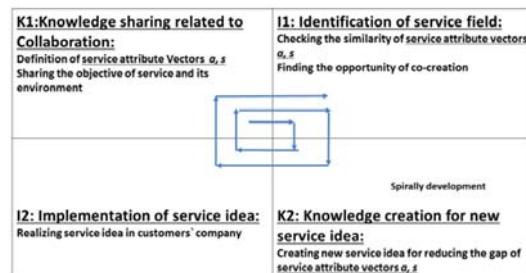 K1:Knowledge sharing related to
Collaboration:
Definition of service attribute Vectors a, s
Sharing the objective of service and its
environment
I1: Identification of service field:
Checking the similarity of service attribute vectors
a, s
Finding the opportunity of co-creation
Spirally development
I2: Implementation of service idea:
Realizing service idea in customers` company
K2: Knowledge creation for new
service idea:
Creating new service idea for reducing the gap of
service attribute vectors a, s